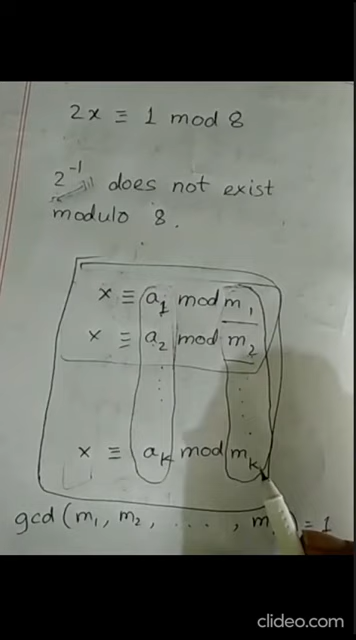 2x ≡ 1 mod 8
2⁻¹ does not exist
modulo 8.
x ≡ a₁ mod m₁
x ≡ a₂ mod m₂
x ≡ aₖ mod mₖ
gcd (m₁, m₂, . . . . , m ) = 1
clideo.com